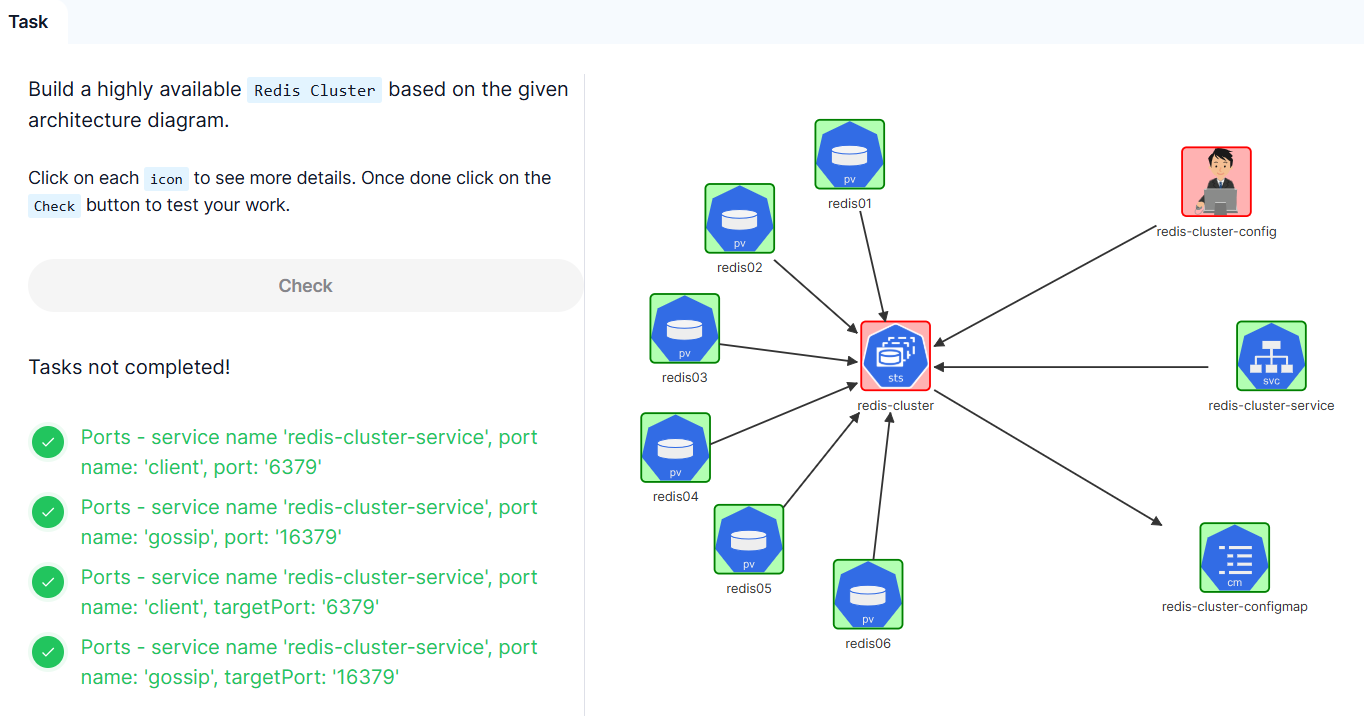 Task
Build a highly available Redis Cluster based on the given
architecture diagram.
Click on each icon to see more details. Once done click on the
Check button to test your work.
Check
Tasks not completed!
Ports - service name 'redis-cluster-service', port
name: 'client', port: '6379'
Ports - service name 'redis-cluster-service', port
name: 'gossip', port: '16379'
Ports - service name 'redis-cluster-service', port
name: 'client', targetPort: '6379'
Ports - service name 'redis-cluster-service', port
name: 'gossip', targetPort: '16379'
pv
redis01
pv
redis02
pv
redis03
pv
redis04
pv
redis05
pv
redis06
sts
redis-cluster
redis-cluster-config
svc
redis-cluster-service
cm
redis-cluster-configmap